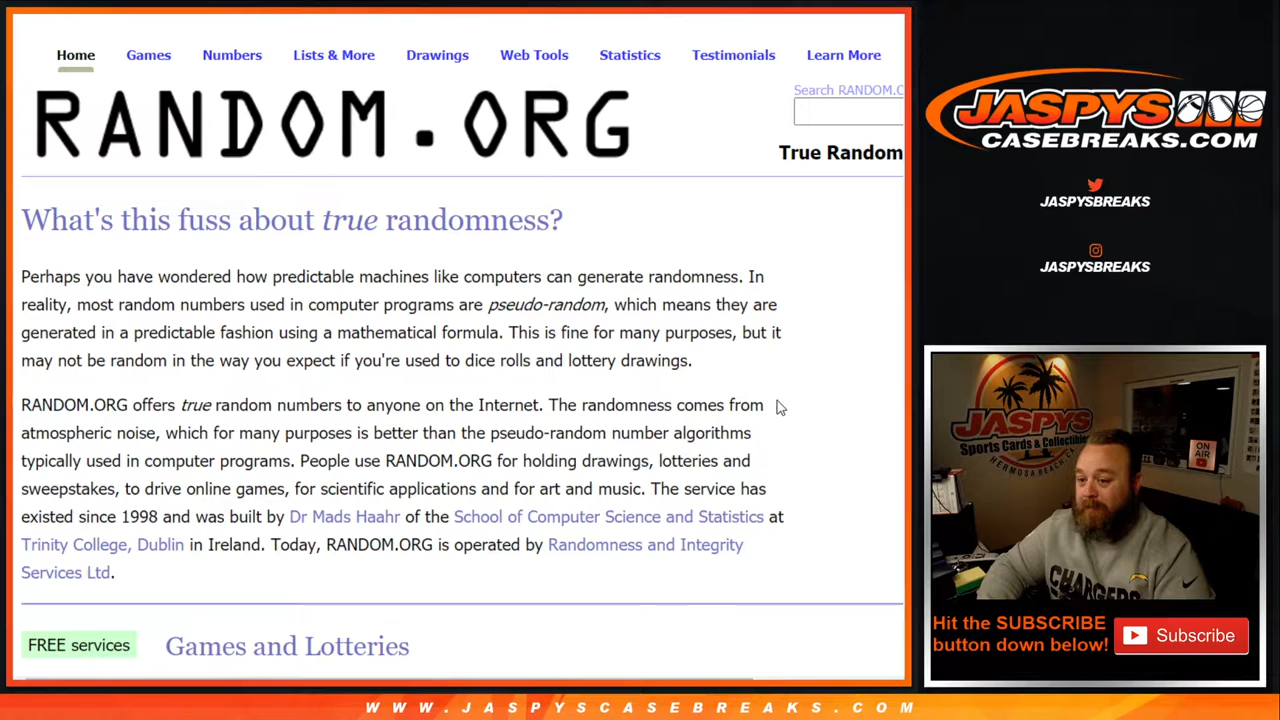 Home Games Numbers Lists & More Drawings Web Tools Statistics Testimonials Learn More
RANDOM.ORG
Search RANDOM.O
True Random
What's this fuss about true randomness?
Perhaps you have wondered how predictable machines like computers can generate randomness. In
reality, most random numbers used in computer programs are pseudo-random, which means they are
generated in a predictable fashion using a mathematical formula. This is fine for many purposes, but it
may not be random in the way you expect if you're used to dice rolls and lottery drawings.
RANDOM.ORG offers true random numbers to anyone on the Internet. The randomness comes from
atmospheric noise, which for many purposes is better than the pseudo-random number algorithms
typically used in computer programs. People use RANDOM.ORG for holding drawings, lotteries and
sweepstakes, to drive online games, for scientific applications and for art and music. The service has
existed since 1998 and was built by Dr Mads Haahr of the School of Computer Science and Statistics at
Trinity College, Dublin in Ireland. Today, RANDOM.ORG is operated by Randomness and Integrity
Services Ltd.
FREE services
Games and Lotteries
JASPYS
CASEBREAKS.COM
JASPYSBREAKS
JASPYSBREAKS
JASPYS
Sports Cards & Collectibles
HERMOSA BEACH, CA
ON
AIR
CHARGERS
Hit the SUBSCRIBE
button down below!
Subscribe
WWW.JASPYSCASEBREAKS.COM